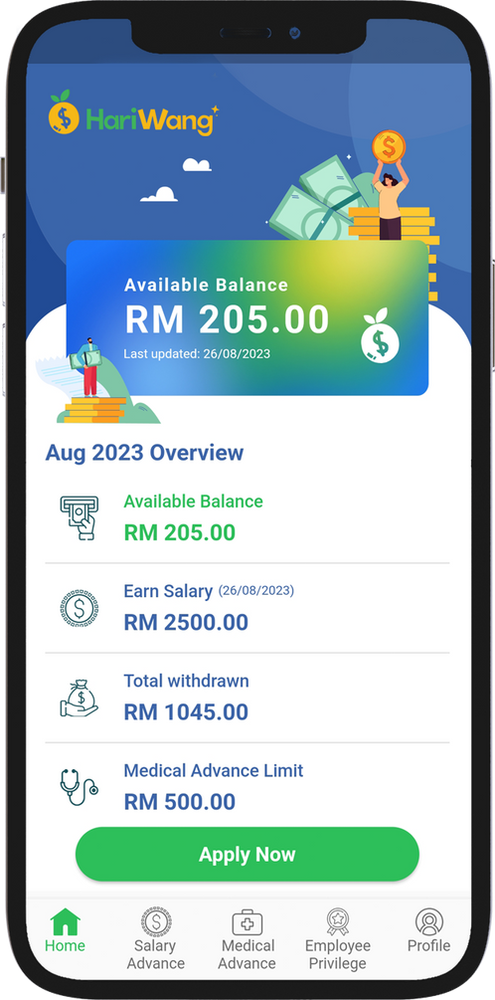 HariWang
Available Balance
RM 205.00
Last updated: 26/08/2023
Aug 2023 Overview
Available Balance
RM 205.00
Earn Salary (26/08/2023)
RM 2500.00
Total withdrawn
RM 1045.00
Medical Advance Limit
RM 500.00
Apply Now
Home
Salary
Advance
Medical
Advance
Employee
Privilege
Profile